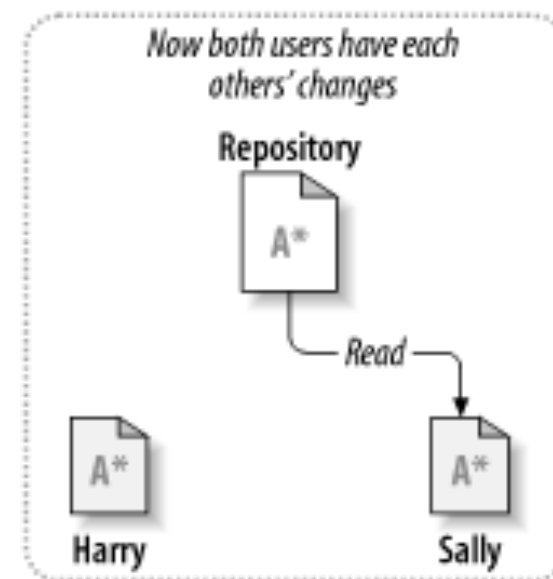 Now both users have each
others’ changes
Repository
A*
Read
A*
A*
Harry
Sally